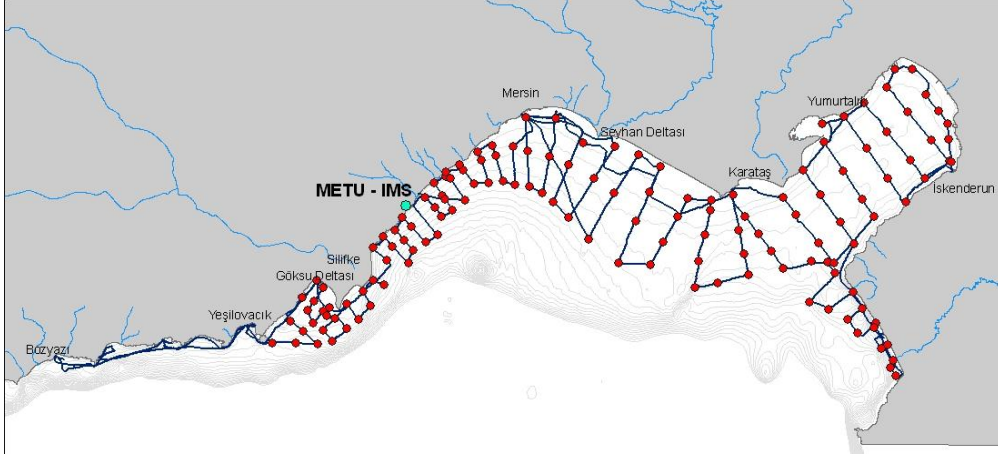 Mersin
Yumurtalık
Seyhan Deltası
Karataş
METU - IMS
İskenderun
Silifke
Göksu Deltası
Yeşilovacık
Bozyazı